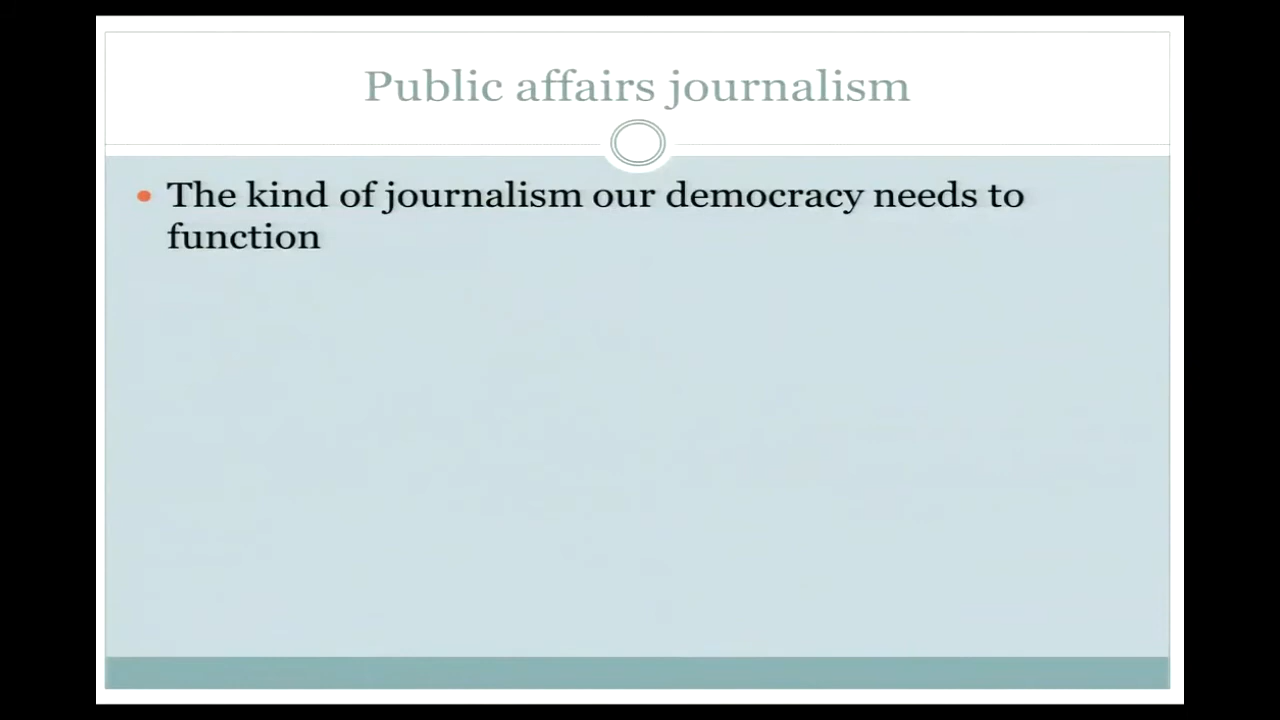 Public affairs journalism
The kind of journalism our democracy needs to
function